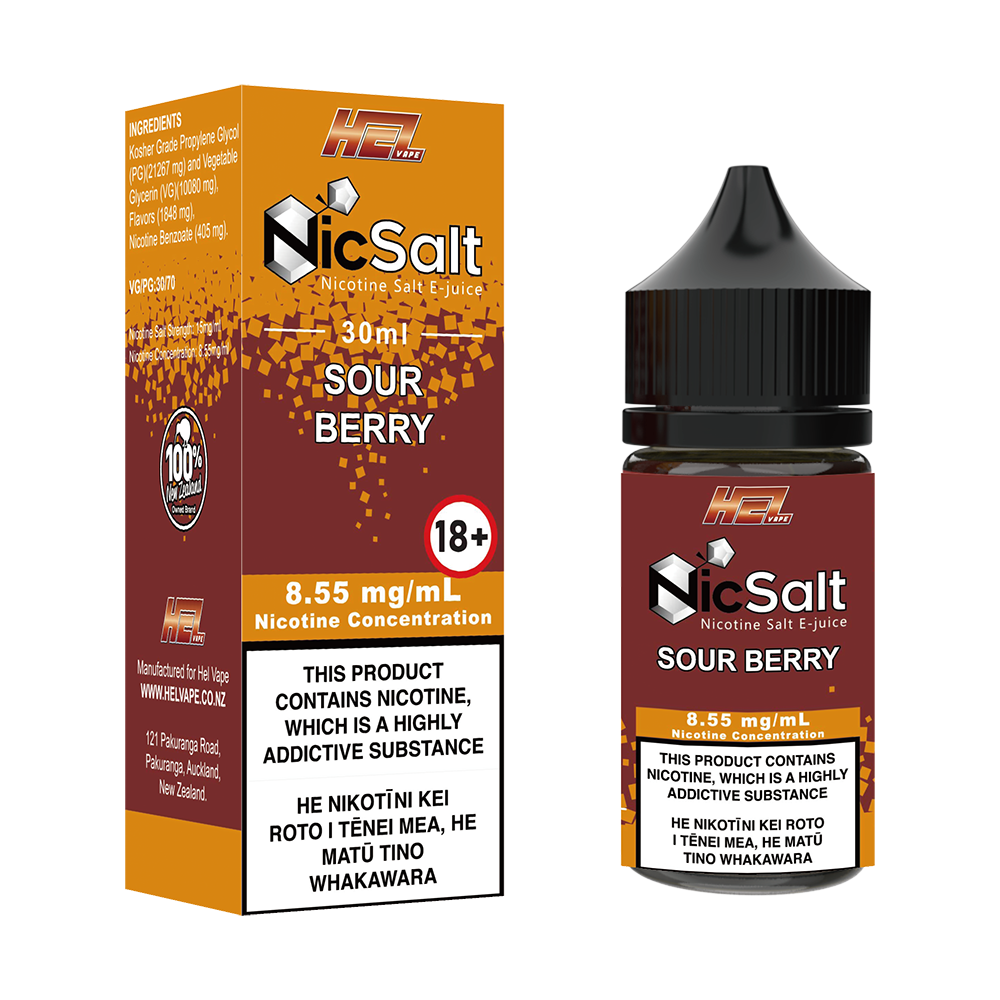 INGREDIENTS
Kosher Grade Propylene Glycol
(PG)(21267 mg) and Vegetable
Glycerin (VG)(10080 mg),
Flavors (1848 mg),
Nicotine Benzoate (405 mg).
VG/PG:30/70
Nicotine Salt Strength: 15mg/ml
Nicotine Concentration: 8.55mg/ml
100%
New Zealand
Owned Brand
HEL
VAPE
Manufactured for Hel Vape
WWW.HELVAPE.CO.NZ
121 Pakuranga Road,
Pakuranga, Auckland,
New Zealand.
HEL
VAPE
NicSalt
Nicotine Salt E-juice
30ml
SOUR
BERRY
18+
8.55 mg/mL
Nicotine Concentration
THIS PRODUCT
CONTAINS NICOTINE,
WHICH IS A HIGHLY
ADDICTIVE SUBSTANCE
HE NIKOTĪNI KEI
ROTO I TĒNEI MEA, HE
MATŪ TINO
WHAKAWARA
HEL
VAPE
NicSalt
Nicotine Salt E-juice
SOUR BERRY
8.55 mg/mL
Nicotine Concentration
THIS PRODUCT CONTAINS
NICOTINE, WHICH IS A HIGHLY
ADDICTIVE SUBSTANCE
HE NIKOTĪNI KEI ROTO
I TĒNEI MEA, HE MATŪ
TINO WHAKAWARA